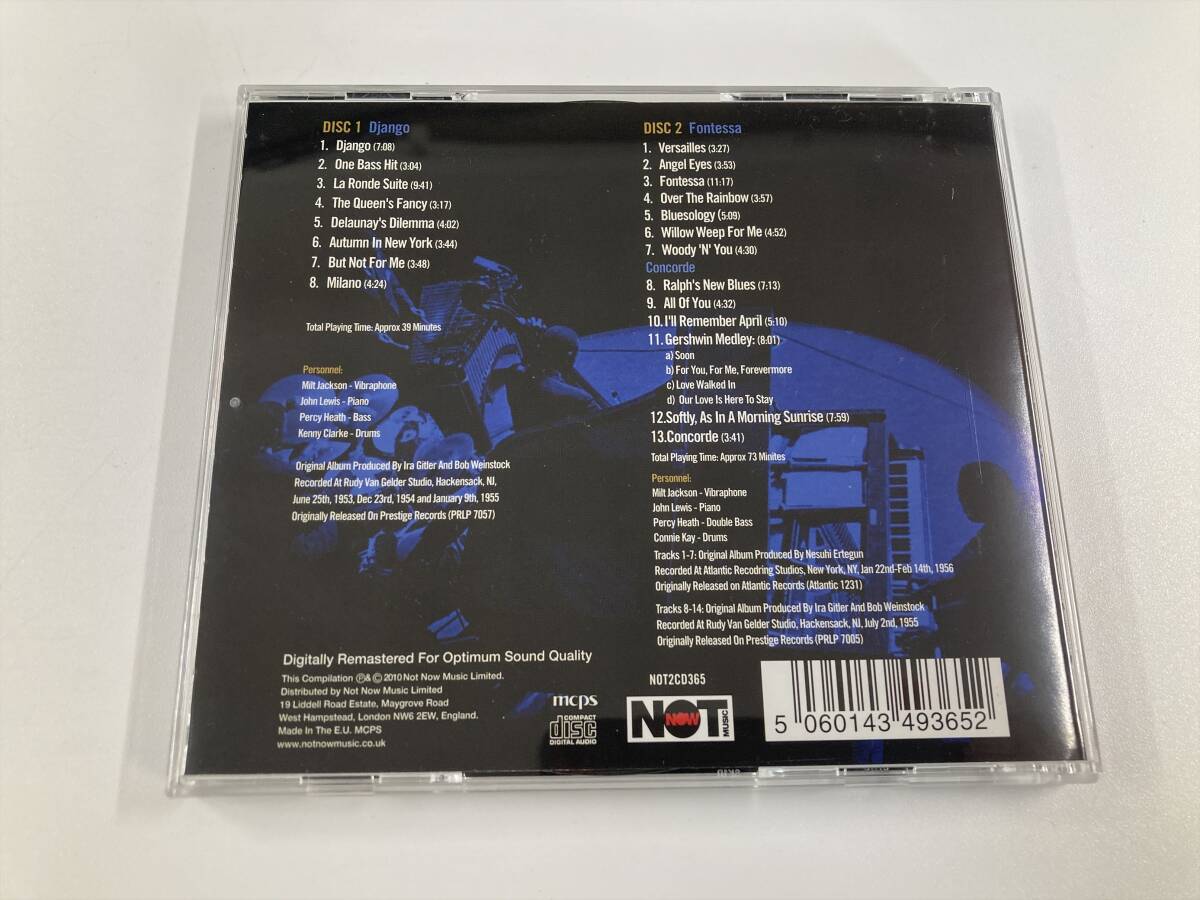 DISC 1 Django
1. Django (7:08)
2. One Bass Hit (3:04)
3. La Ronde Suite (9:41)
4. The Queen's Fancy (3:17)
5. Delaunay's Dilemma (4:02)
6. Autumn In New York (3:44)
7. But Not For Me (3:48)
8. Milano (4:24)
Total Playing Time: Approx 39 Minutes
Personnel:
Milt Jackson - Vibraphone
John Lewis - Piano
Percy Heath - Bass
Kenny Clarke - Drums
Original Album Produced By Ira Gitler And Bob Weinstock
Recorded At Rudy Van Gelder Studio, Hackensack, NJ,
June 25th, 1953, Dec 23rd, 1954 and January 9th, 1955
Originally Released On Prestige Records (PRLP 7057)
DISC 2 Fontessa
1. Versailles (3:27)
2. Angel Eyes (3:53)
3. Fontessa (11:17)
4. Over The Rainbow (3:57)
5. Bluesology (5:09)
6. Willow Weep For Me (4:52)
7. Woody 'N' You (4:30)
Concorde
8. Ralph's New Blues (7:13)
9. All Of You (4:32)
10. I'll Remember April (5:10)
11. Gershwin Medley: (8:01)
a) Soon
b) For You, For Me, Forevermore
c) Love Walked In
d) Our Love Is Here To Stay
12. Softly, As In A Morning Sunrise (7:59)
13. Concorde (3:41)
Total Playing Time: Approx 73 Minites
Personnel:
Milt Jackson - Vibraphone
John Lewis - Piano
Percy Heath - Double Bass
Connie Kay - Drums
Tracks 1-7: Original Album Produced By Nesuhi Ertegun
Recorded At Atlantic Recotring Studios, New York, NY, Jan 22nd-Feb 14th, 1956
Originally Released on Atlantic Records (Atlantic 1231)
Tracks 8-14: Original Album Produced By Ira Gitler And Bob Weinstock
Recorded At Rudy Van Gelder Studio, Hackensack, NJ, July 2nd, 1955
Originally Released On Prestige Records (PRLP 7005)
Digitally Remastered For Optimum Sound Quality
This Compilation ℗&© 2010 Not Now Music Limited.
Distributed by Not Now Music Limited
19 Liddell Road Estate, Maygrove Road
West Hampstead, London NW6 2EW, England.
Made In The E.U. MCPS
www.notnowmusic.co.uk
mcps
COMPACT
disc
DIGITAL AUDIO
NOT2CD365
NOT NOW MUSIC
5 060143 493652